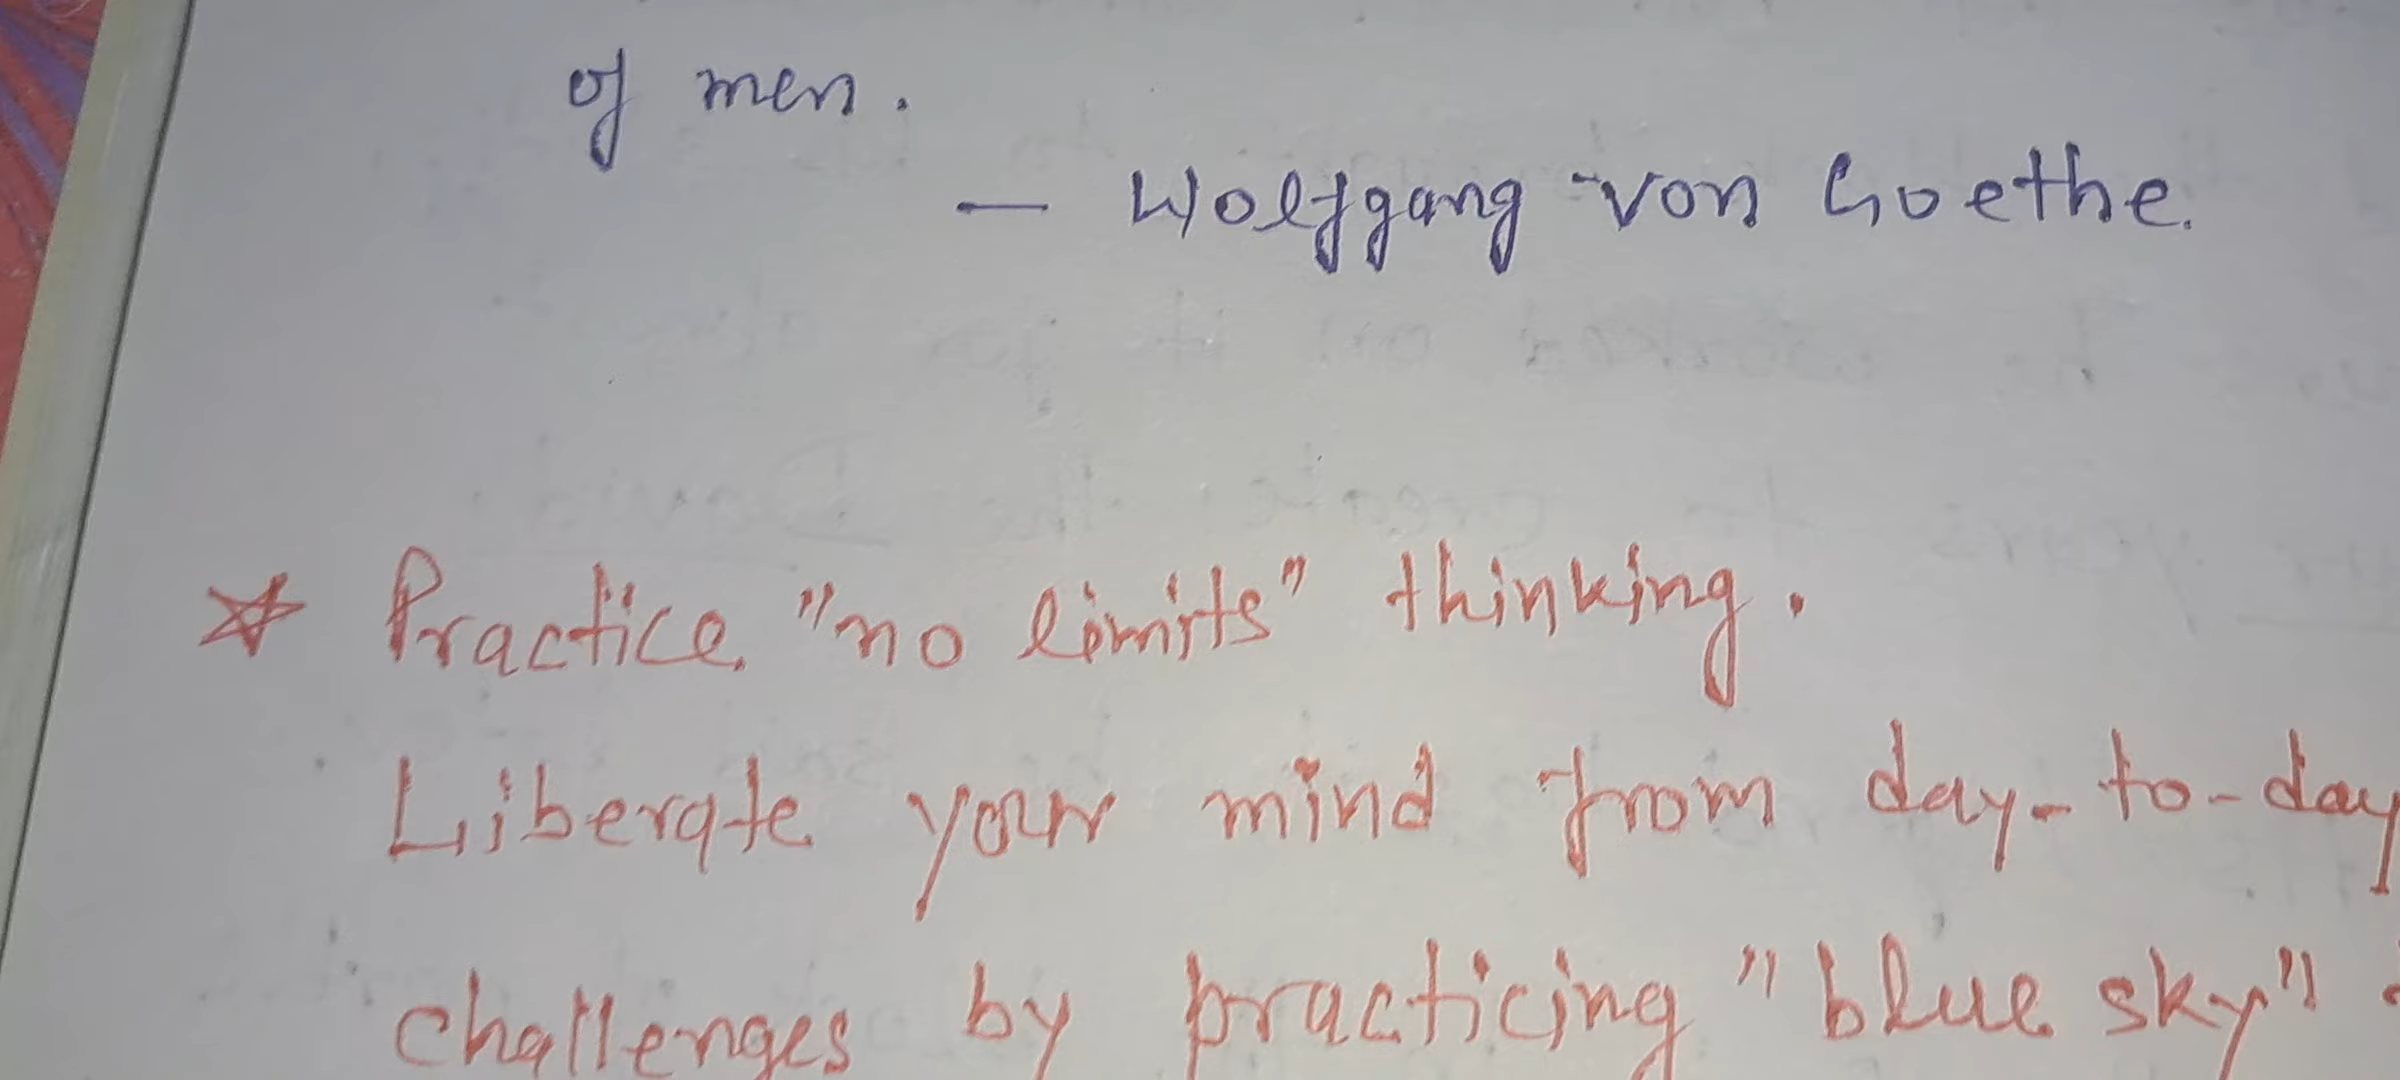 of men.
— Wolfgang von Goethe.
☆ Practice "no limits" thinking.
Liberate your mind from day-to-day
challenges by practicing "blue sky"